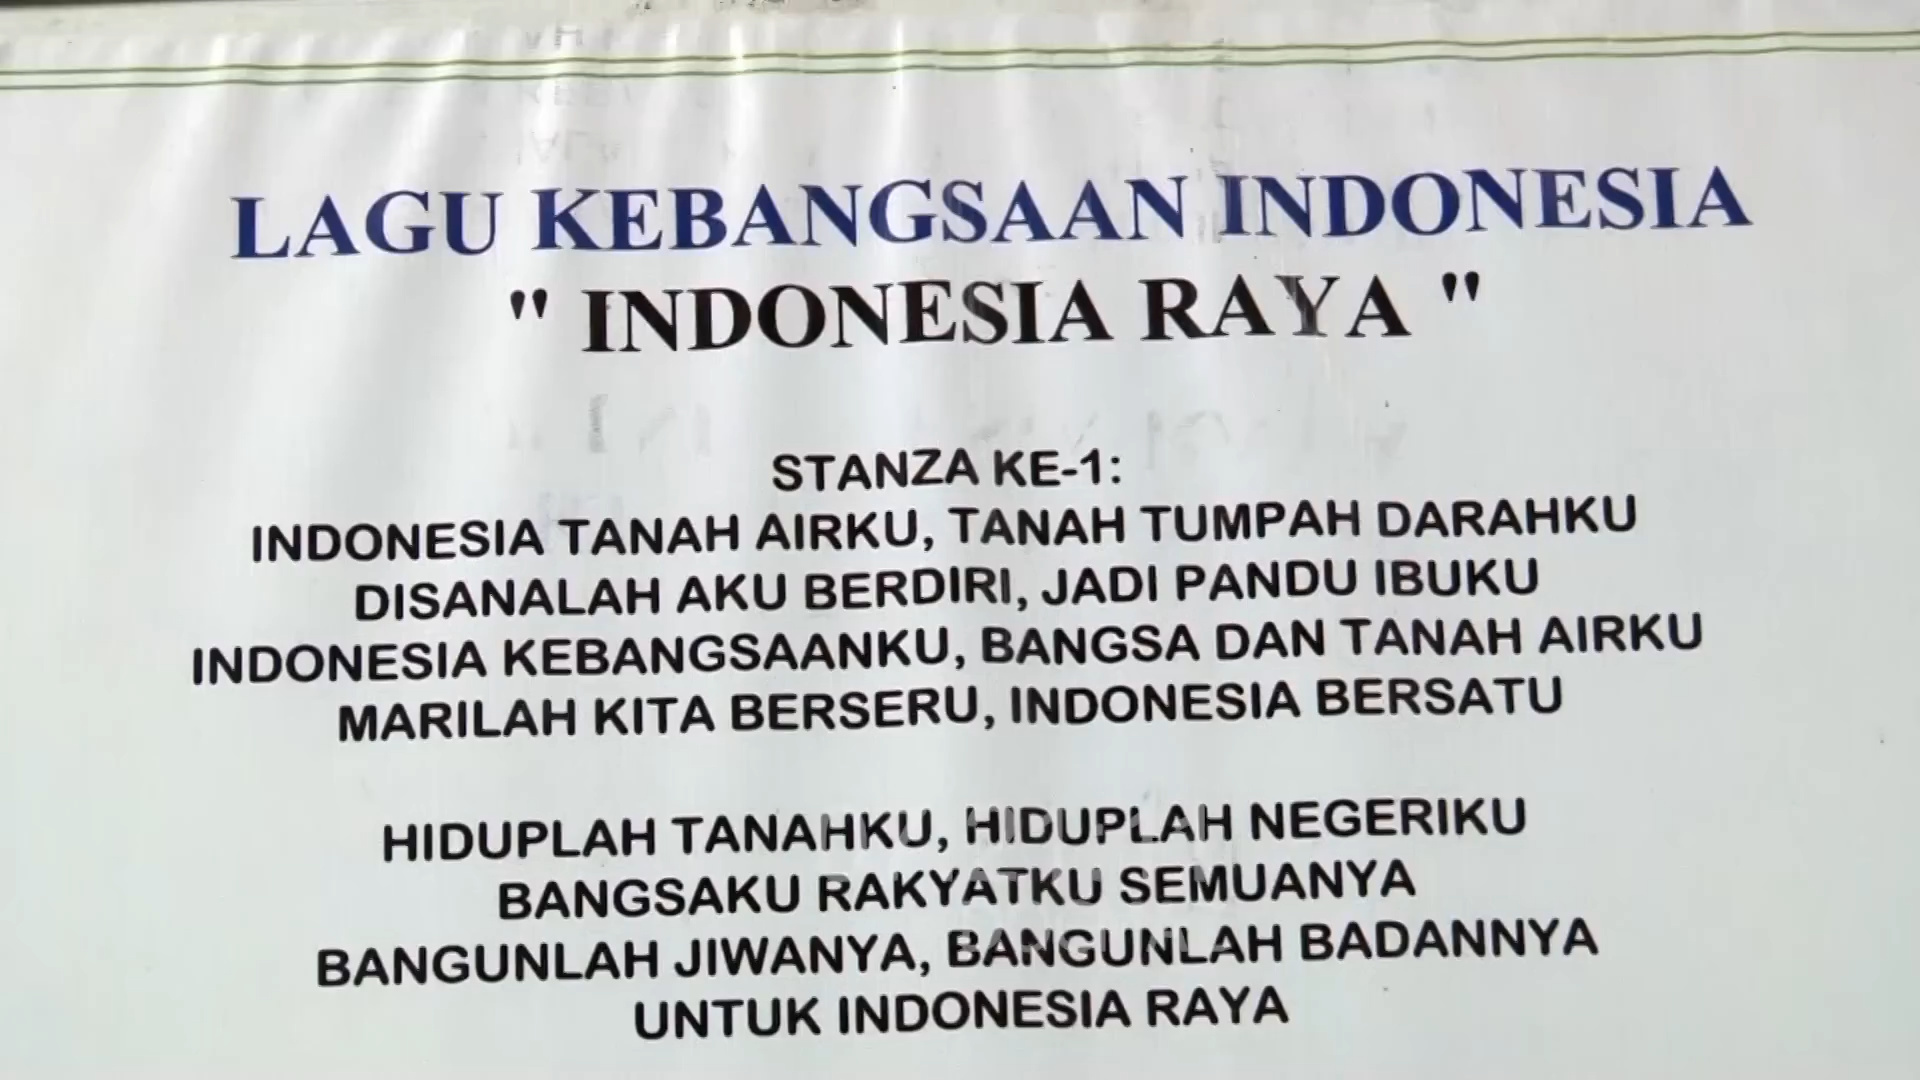 LAGU KEBANGSAAN INDONESIA
" INDONESIA RAYA "
STANZA KE-1:
INDONESIA TANAH AIRKU, TANAH TUMPAH DARAHKU
DISANALAH AKU BERDIRI, JADI PANDU IBUKU
INDONESIA KEBANGSAANKU, BANGSA DAN TANAH AIRKU
MARILAH KITA BERSERU, INDONESIA BERSATU
HIDUPLAH TANAHKU, HIDUPLAH NEGERIKU
BANGSAKU RAKYATKU SEMUANYA
BANGUNLAH JIWANYA, BANGUNLAH BADANNYA
UNTUK INDONESIA RAYA